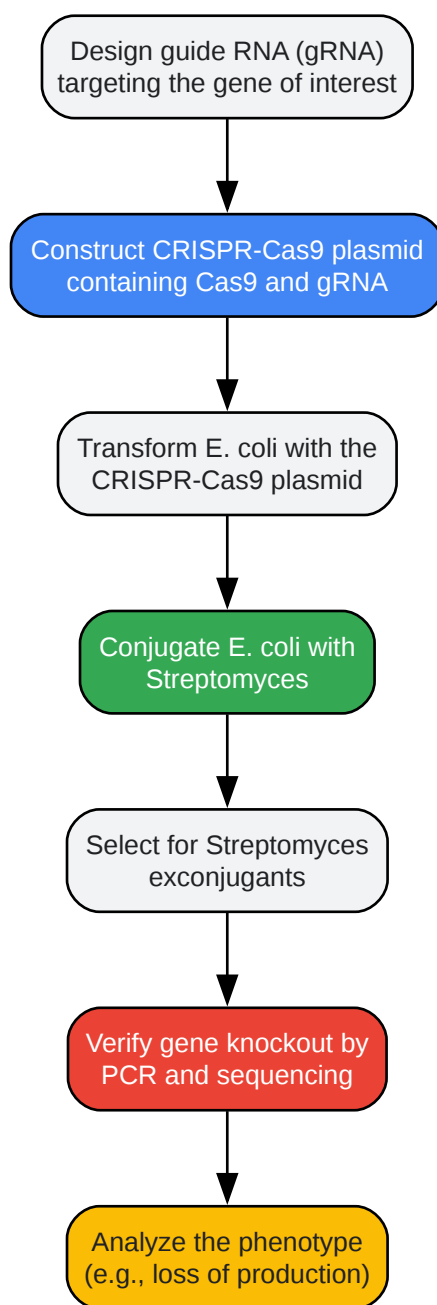 Design guide RNA (gRNA)
targeting the gene of interest
Construct CRISPR-Cas9 plasmid
containing Cas9 and gRNA
Transform E. coli with the
CRISPR-Cas9 plasmid
Conjugate E. coli with
Streptomyces
Select for Streptomyces
exconjugants
Verify gene knockout by
PCR and sequencing
Analyze the phenotype
(e.g., loss of production)